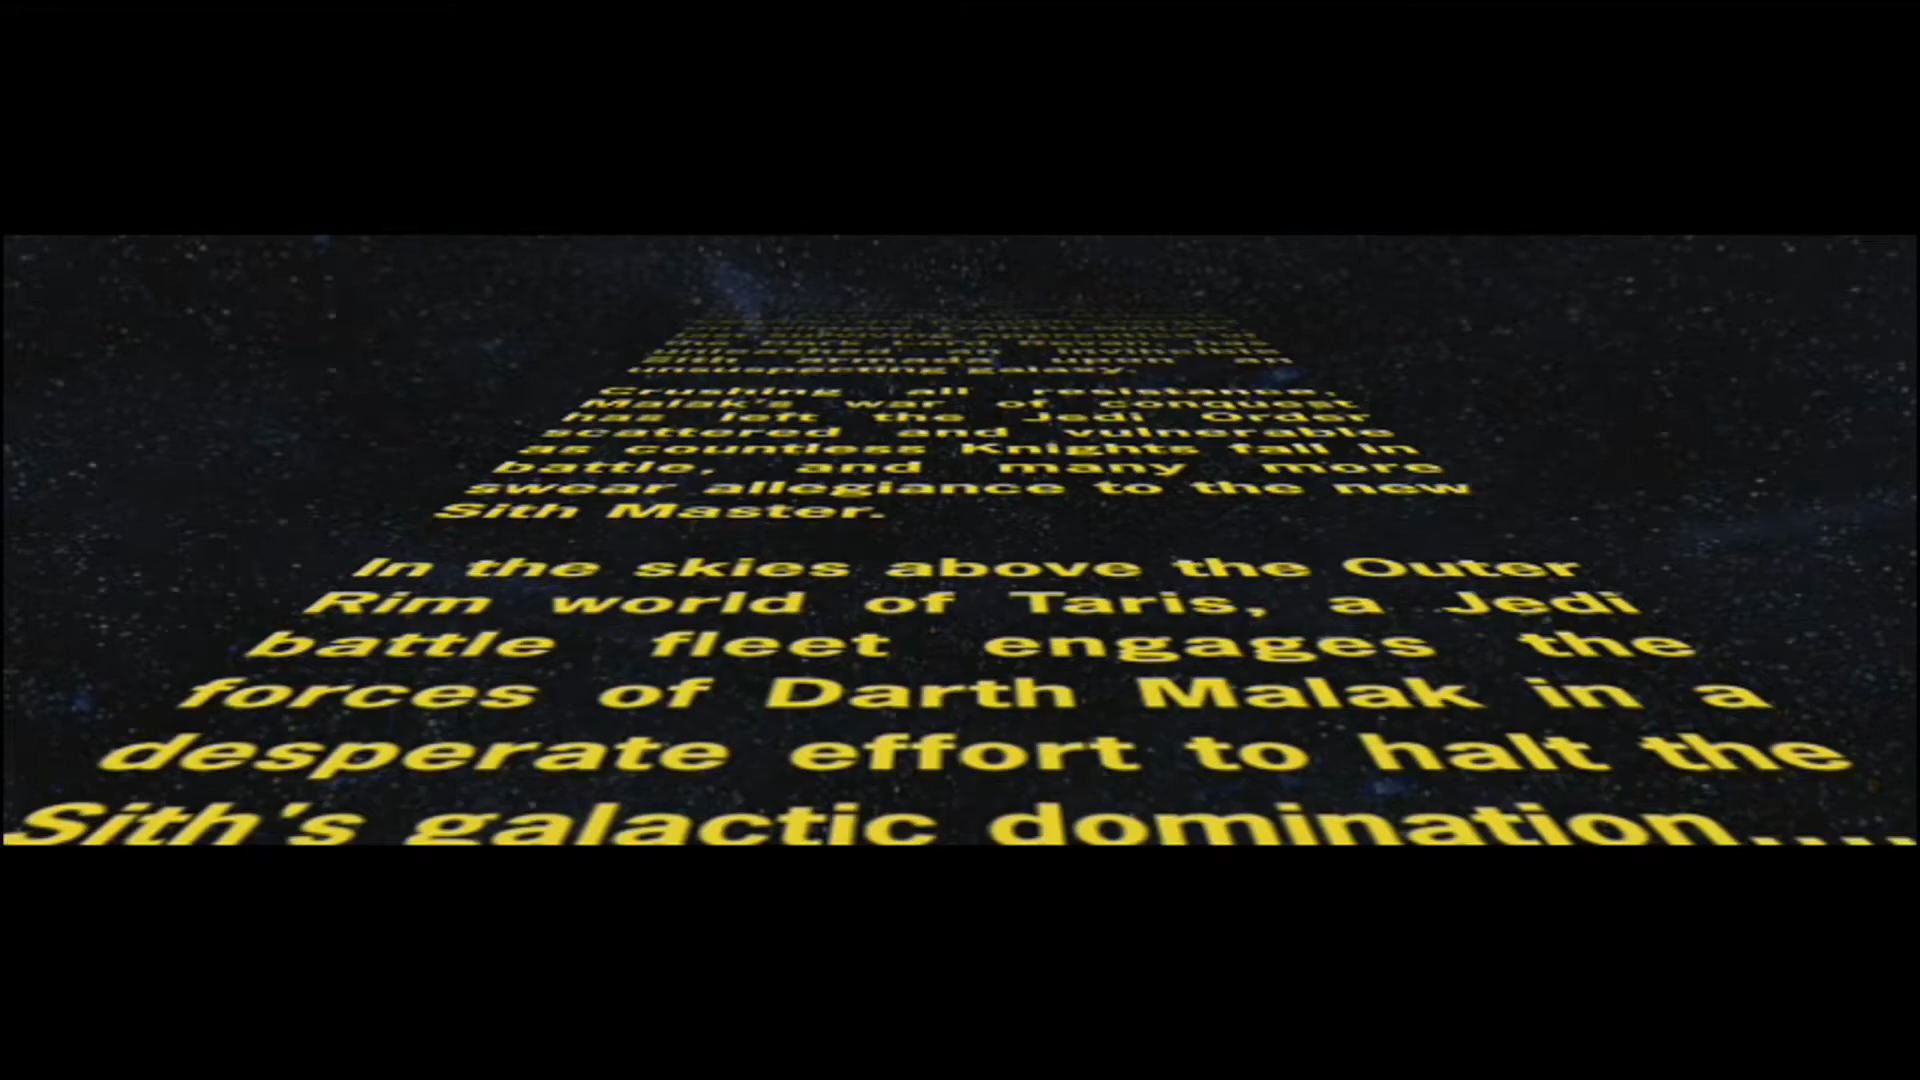 Sith armada upon an
unsuspecting galaxy.
Crushing all resistance,
Malak's war of conquest
has left the Jedi Order
scattered and vulnerable
as countless Knights fall in
battle, and many more
swear allegiance to the new
Sith Master.
In the skies above the Outer
Rim world of Taris, a Jedi
battle fleet engages the
forces of Darth Malak in a
desperate effort to halt the
Sith's galactic domination....